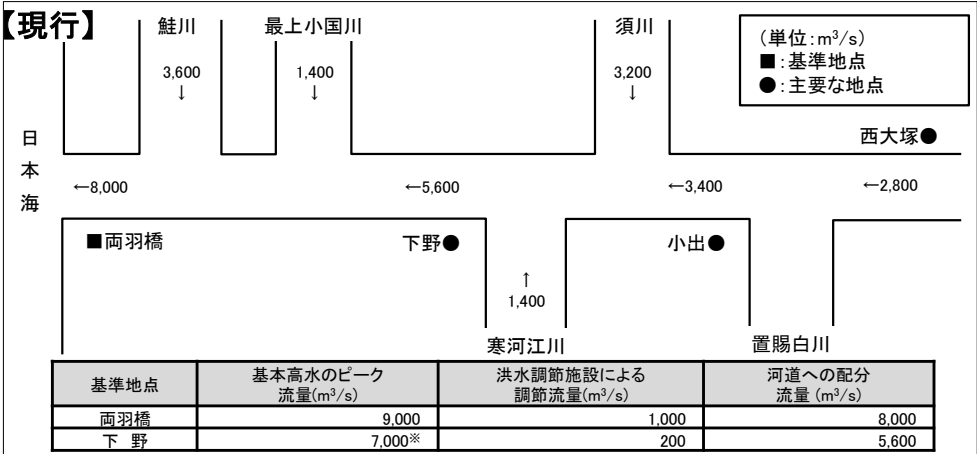 【現行】
鮭川
最上小国川
須川
(単位:m³/s)
■:基準地点
●:主要な地点
3,600
↓
1,400
↓
3,200
↓
日本海
西大塚●
←8,000
←5,600
←3,400
←2,800
■両羽橋
下野●
小出●
↑
1,400
寒河江川
置賜白川
基準地点
基本高水のピーク
流量(m³/s)
洪水調節施設による
調節流量(m³/s)
河道への配分
流量 (m³/s)
両羽橋 9,000 1,000 8,000
下 野 7,000※ 200 5,600